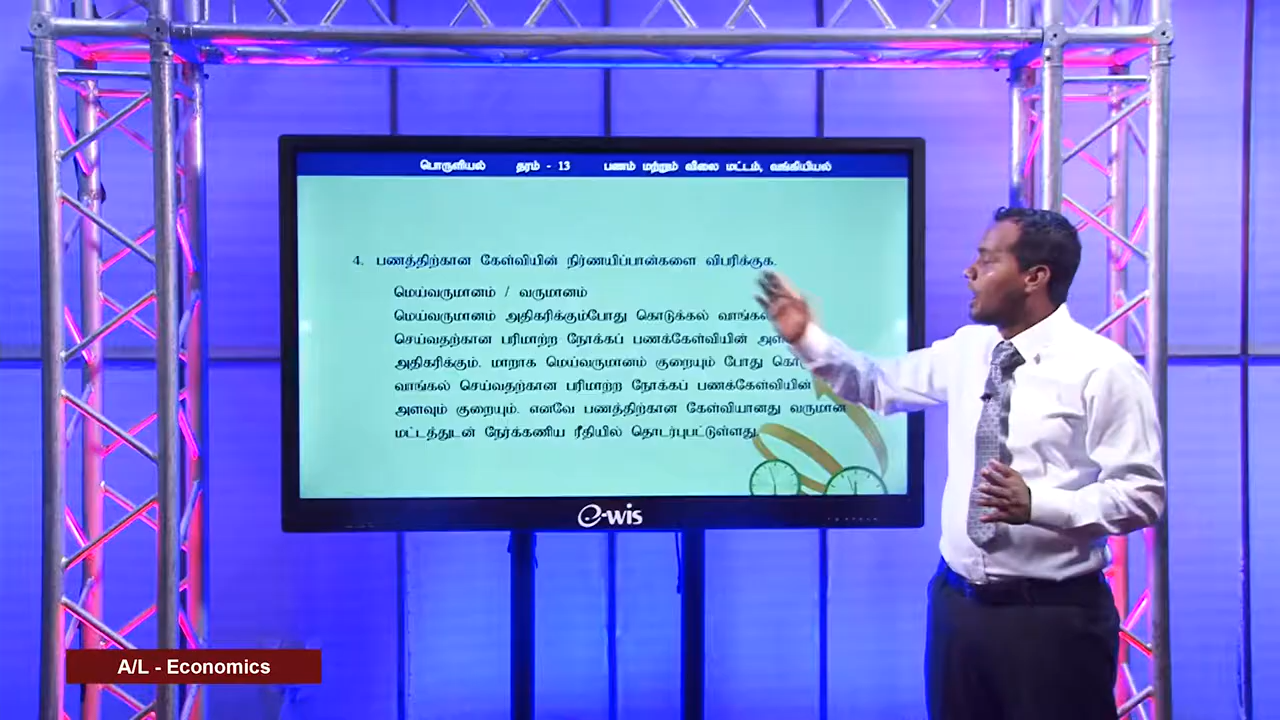 பொருளியல் தரம் - 13 பணம் மற்றும் விலை மட்டம், வங்கியியல்
4. பணத்திற்கான கேள்வியின் நிர்ணயிப்பான்களை விபரிக்குக.
மெய்வருமானம் / வருமானம்
மெய்வருமானம் அதிகரிக்கும்போது கொடுக்கல்
செய்வதற்கான பரிமாற்ற நோக்கப் பணக்கேள்வியின்
அதிகரிக்கும். மாறாக மெய்வருமானம் குறையும் போது
வாங்கல் செய்வதற்கான பரிமாற்ற நோக்கப் பணக்கேள்வியின்
அளவும் குறையும். எனவே பணத்திற்கான கேள்வியானது வருமான
மட்டத்துடன் நேர்க்கணிய ரீதியில் தொடர்புபட்டுள்ளது.
e-wis
A/L - Economics